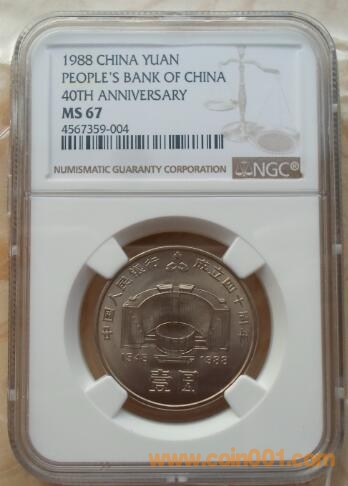 1988 CHINA YUAN
PEOPLE'S BANK OF CHINA
40TH ANNIVERSARY
MS 67
4567359-004
NUMISMATIC GUARANTY CORPORATION
NGC®
中国人民银行 成立四十周年
1948 1988
壹圆
www.coin001.com